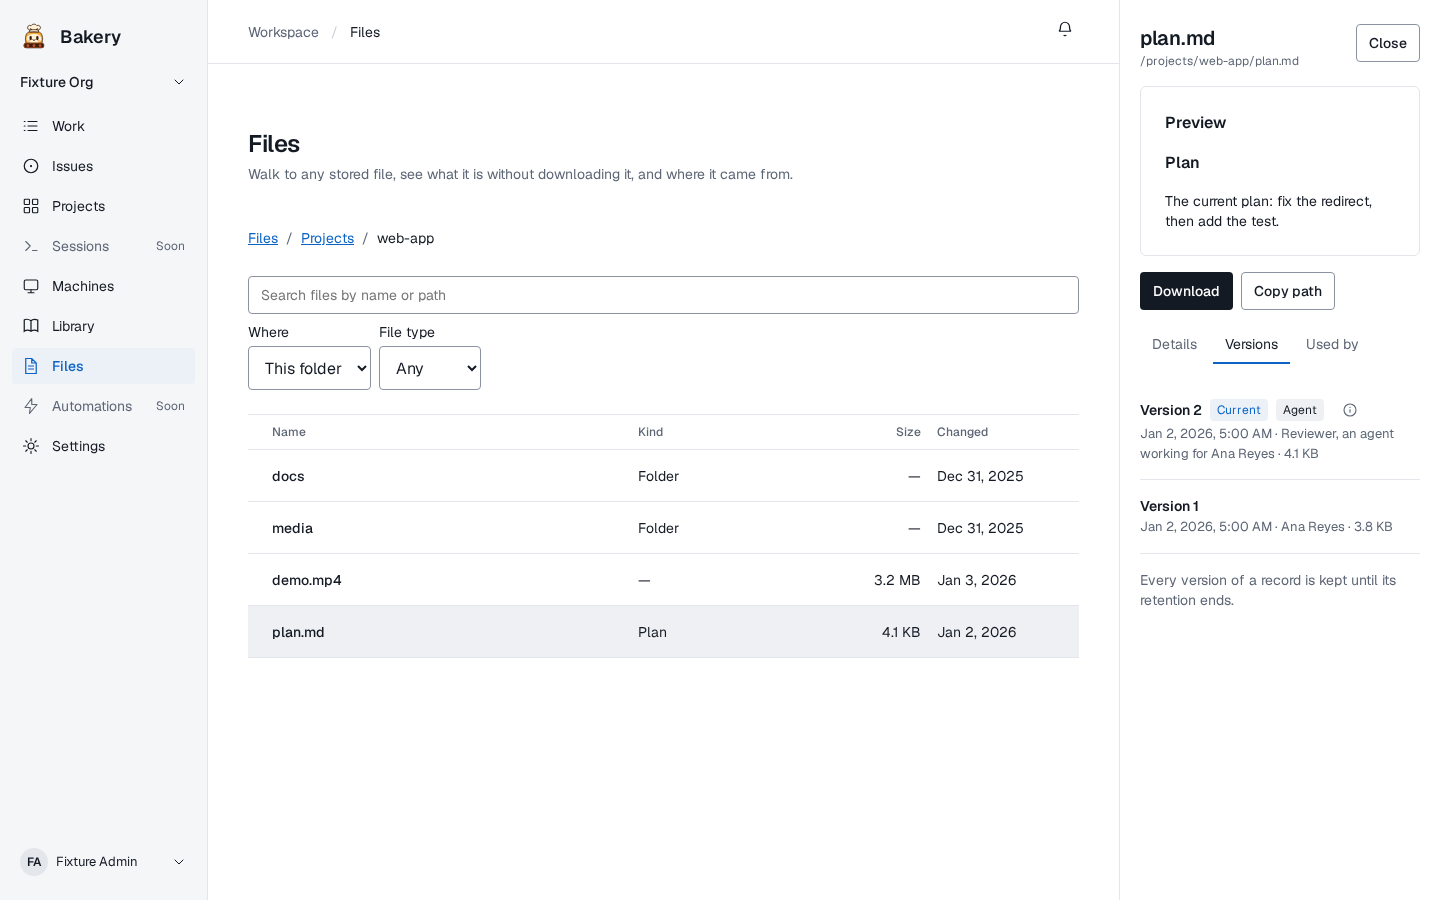 Bakery
Fixture Org
Work
Issues
Projects
Sessions Soon
Machines
Library
Files
Automations Soon
Settings
FA Fixture Admin
Workspace / Files
Files
Walk to any stored file, see what it is without downloading it, and where it came from.
Files / Projects / web-app
Search files by name or path
Where File type
This folder Any
Name Kind Size Changed
docs Folder — Dec 31, 2025
media Folder — Dec 31, 2025
demo.mp4 — 3.2 MB Jan 3, 2026
plan.md Plan 4.1 KB Jan 2, 2026
plan.md
Close
/projects/web-app/plan.md
Preview
Plan
The current plan: fix the redirect,
then add the test.
Download Copy path
Details Versions Used by
Version 2 Current Agent
Jan 2, 2026, 5:00 AM · Reviewer, an agent
working for Ana Reyes · 4.1 KB
Version 1
Jan 2, 2026, 5:00 AM · Ana Reyes · 3.8 KB
Every version of a record is kept until its
retention ends.